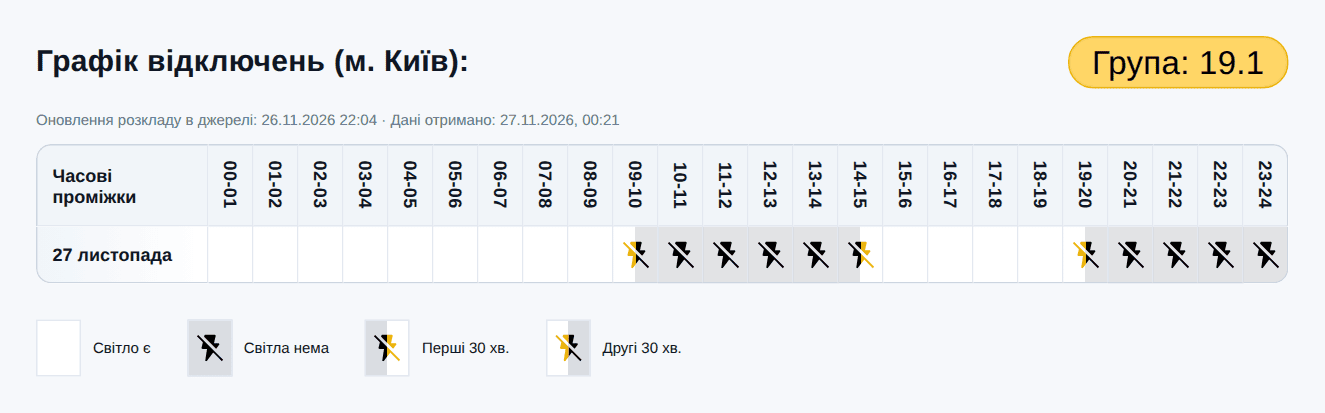 Графік відключень (м. Київ):
Група: 19.1
Оновлення розкладу в джерелі: 26.11.2026 22:04 · Дані отримано: 27.11.2026, 00:21
Часові
проміжки
00-01
01-02
02-03
03-04
04-05
05-06
06-07
07-08
08-09
09-10
10-11
11-12
12-13
13-14
14-15
15-16
16-17
17-18
18-19
19-20
20-21
21-22
22-23
23-24
27 листопада
Світло є
Світла нема
Перші 30 хв.
Другі 30 хв.